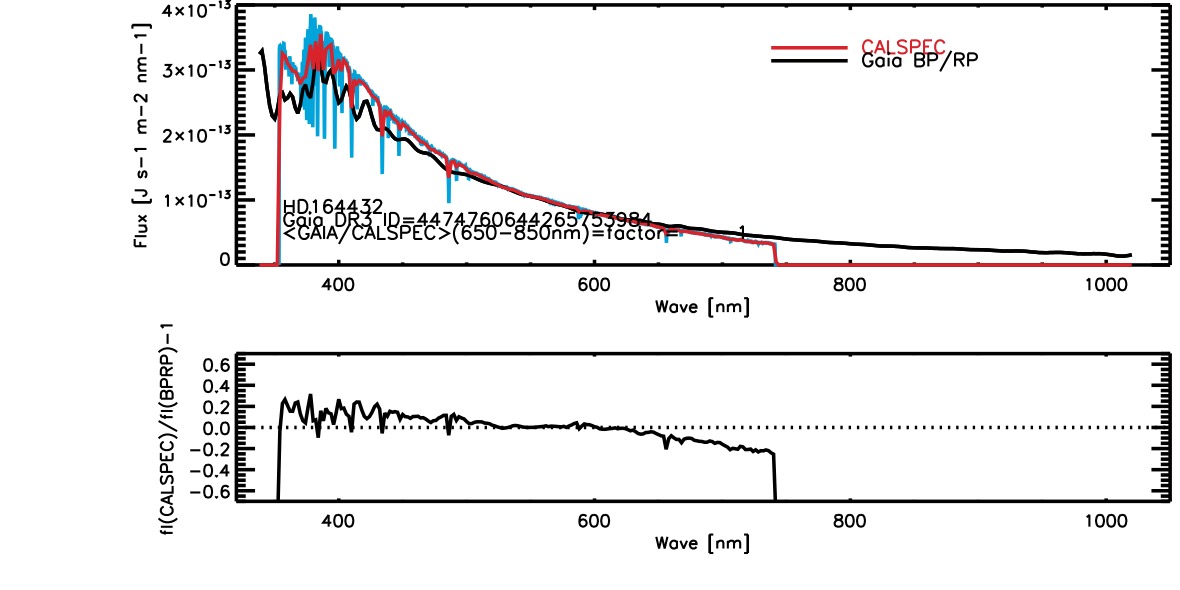 4×10−13
3×10−13
2×10−13
1×10−13
0
Flux [J s−1 m−2 nm−1]
CALSPEC
Gaia BP/RP
HD164432
Gaia DR3 ID=4474760644265753984
<GAIA/CALSPEC>(650−850nm)=factor= 1
400 600 800 1000
Wave [nm]
fl(CALSPEC)/fl(BPRP)−1
0.6
0.4
0.2
0.0
−0.2
−0.4
−0.6
400 600 800 1000
Wave [nm]